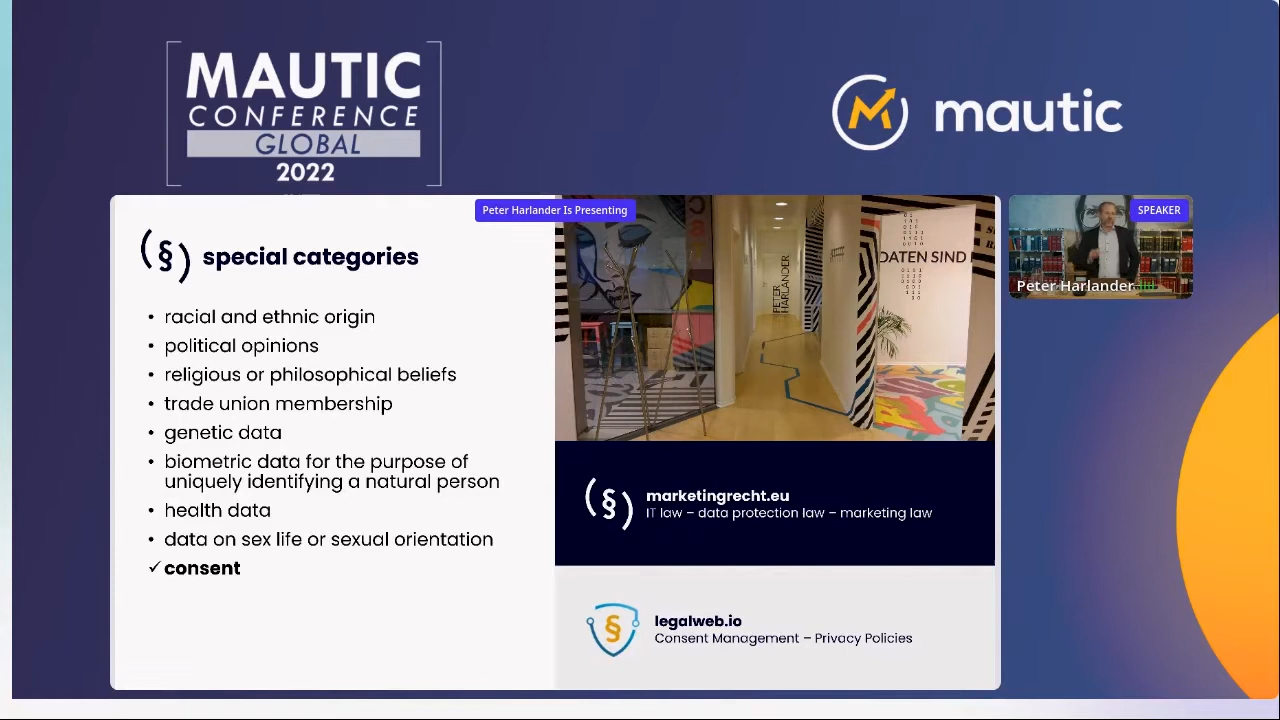 MAUTIC
CONFERENCE
GLOBAL
2022
mautic
Peter Harlander Is Presenting
SPEAKER
Peter Harlander
(§) special categories
• racial and ethnic origin
• political opinions
• religious or philosophical beliefs
• trade union membership
• genetic data
• biometric data for the purpose of
uniquely identifying a natural person
• health data
• data on sex life or sexual orientation
✓ consent
PETER
HARLANDER
DATEN SIND
(§) marketingrecht.eu
IT law – data protection law – marketing law
§ legalweb.io
Consent Management – Privacy Policies